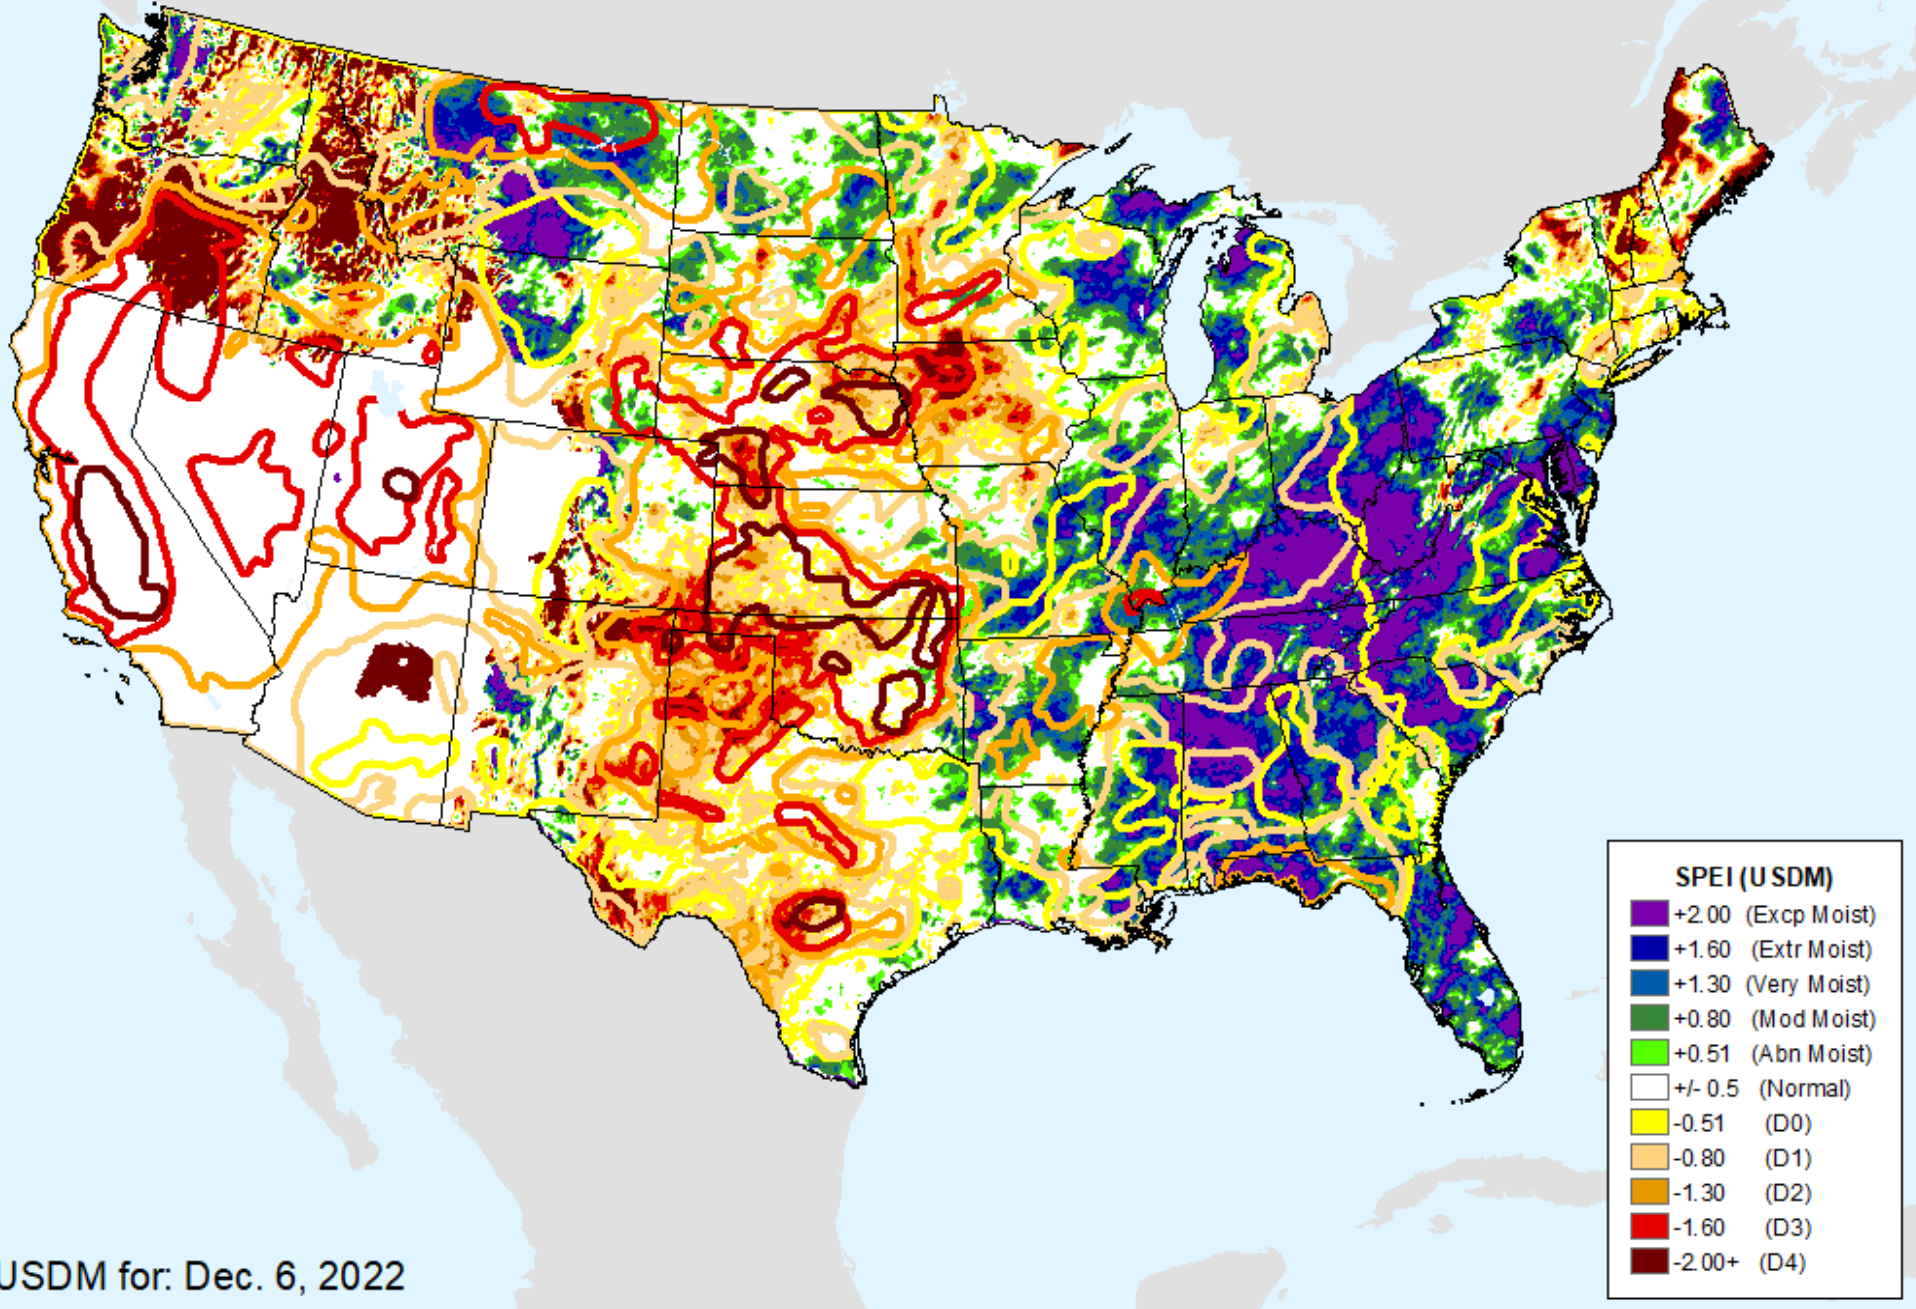 SPEI (USDM)
+2.00 (Excp Moist)
+1.60 (Extr Moist)
+1.30 (Very Moist)
+0.80 (Mod Moist)
+0.51 (Abn Moist)
+/- 0.5 (Normal)
-0.51 (D0)
-0.80 (D1)
-1.30 (D2)
-1.60 (D3)
-2.00+ (D4)
USDM for: Dec. 6, 2022